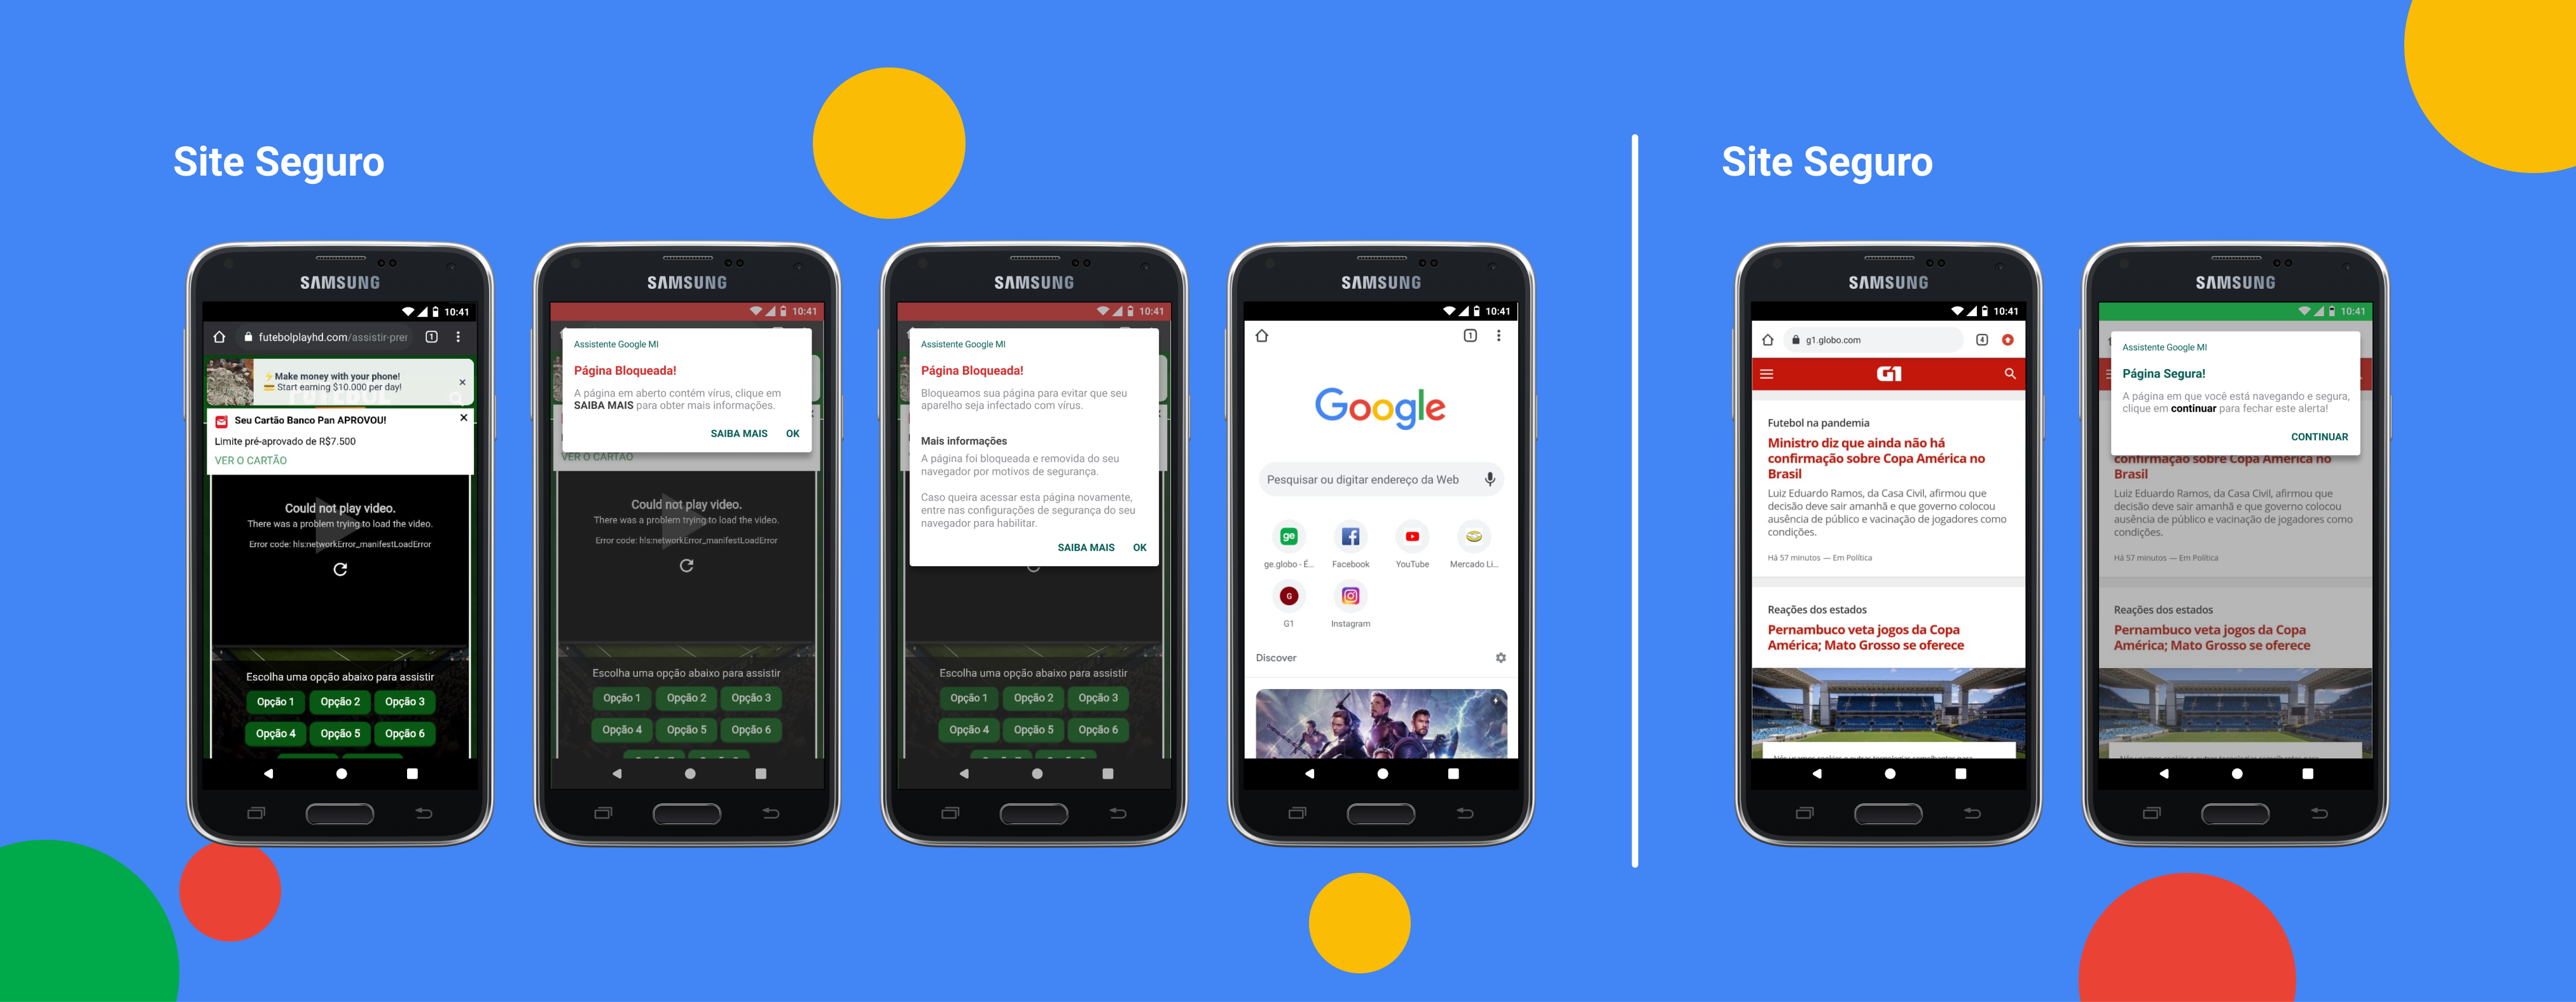 Site Seguro
SAMSUNG
10:41
futebolplayhd.com/assistir-prer
1
⚡Make money with your phone!
💳 Start earning $10.000 per day!
×
Seu Cartão Banco Pan APROVOU!
×
Limite pré-aprovado de R$7.500
VER O CARTÃO
Could not play video.
There was a problem trying to load the video.
Error code: hls:networkError_manifestLoadError
Escolha uma opção abaixo para assistir
Opção 1 Opção 2 Opção 3
Opção 4 Opção 5 Opção 6
SAMSUNG
10:41
Assistente Google MI
Página Bloqueada!
A página em aberto contém vírus, clique em
SAIBA MAIS para obter mais informações.
SAIBA MAIS OK
VER O CARTÃO
Could not play video.
There was a problem trying to load the video.
Error code: hls:networkError_manifestLoadError
Escolha uma opção abaixo para assistir
Opção 1 Opção 2 Opção 3
Opção 4 Opção 5 Opção 6
SAMSUNG
10:41
Assistente Google MI
Página Bloqueada!
Bloqueamos sua página para evitar que seu
aparelho seja infectado com vírus.
Mais informações
A página foi bloqueada e removida do seu
navegador por motivos de segurança.
Caso queira acessar esta página novamente,
entre nas configurações de segurança do seu
navegador para habilitar.
SAIBA MAIS OK
Escolha uma opção abaixo para assistir
Opção 1 Opção 2 Opção 3
Opção 4 Opção 5 Opção 6
SAMSUNG
10:41
1
Google
Pesquisar ou digitar endereço da Web
ge
ge.globo - É... Facebook YouTube Mercado Li...
G
G1 Instagram
Discover
Site Seguro
SAMSUNG
10:41
g1.globo.com
4
G1
Futebol na pandemia
Ministro diz que ainda não há
confirmação sobre Copa América no
Brasil
Luiz Eduardo Ramos, da Casa Civil, afirmou que
decisão deve sair amanhã e que governo colocou
ausência de público e vacinação de jogadores como
condições.
Há 57 minutos — Em Política
Reações dos estados
Pernambuco veta jogos da Copa
América; Mato Grosso se oferece
SAMSUNG
10:41
Assistente Google MI
Página Segura!
A página em que você está navegando e segura,
clique em continuar para fechar este alerta!
CONTINUAR
confirmação sobre Copa América no
Brasil
Luiz Eduardo Ramos, da Casa Civil, afirmou que
decisão deve sair amanhã e que governo colocou
ausência de público e vacinação de jogadores como
condições.
Há 57 minutos — Em Política
Reações dos estados
Pernambuco veta jogos da Copa
América; Mato Grosso se oferece